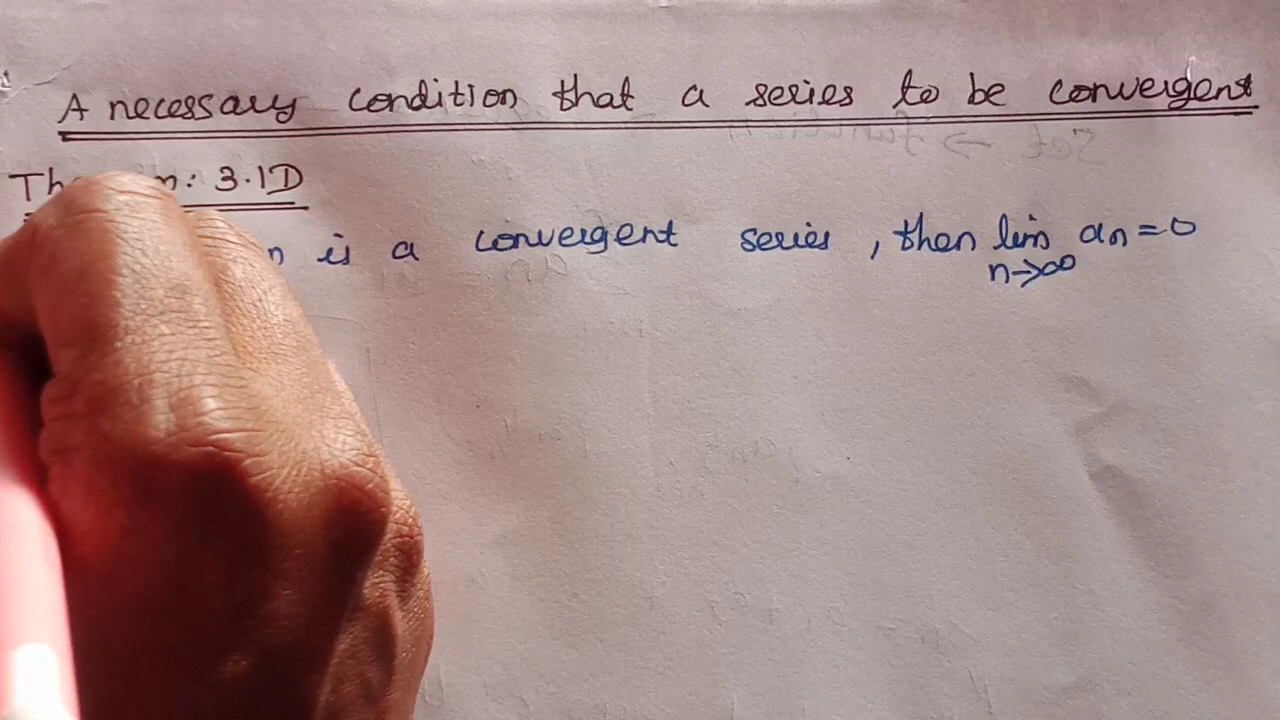 A necessary condition that a series to be convergent
: 3.1D
n is a convergent series, then lim an = 0
n→∞